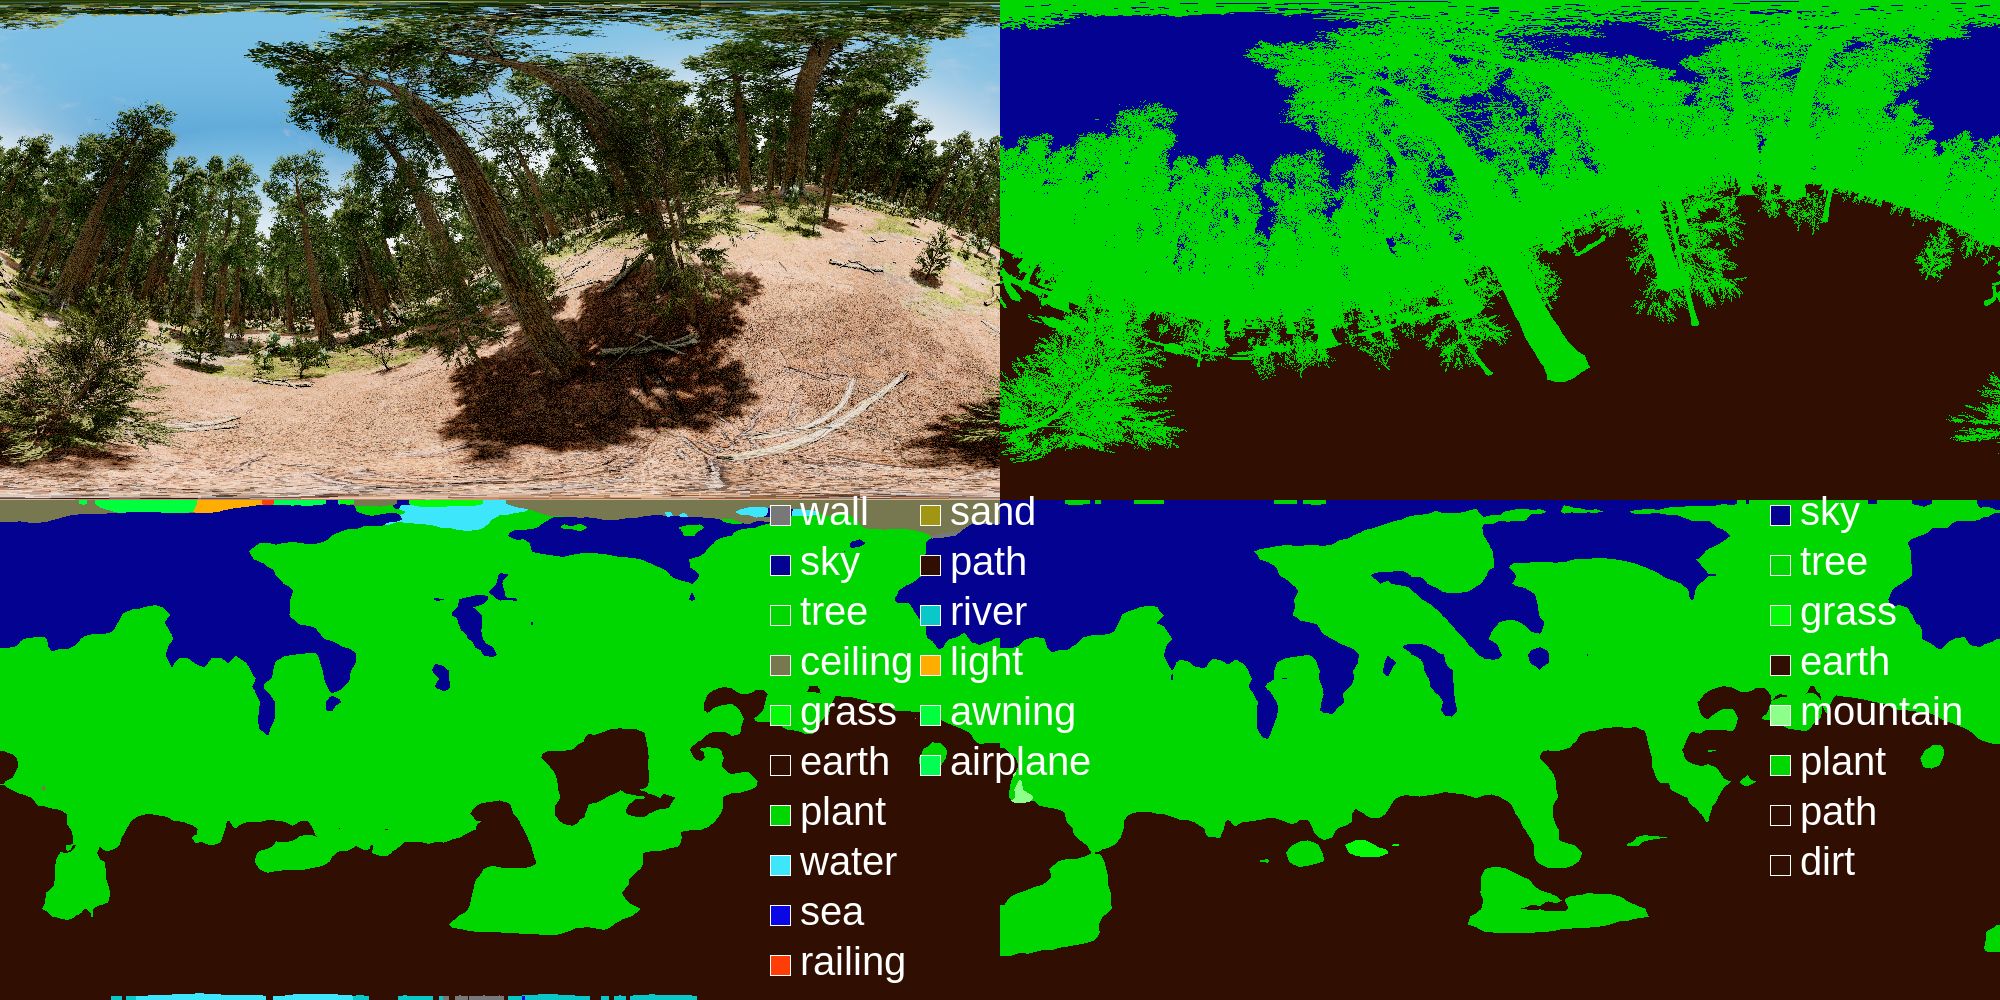 wall
sky
tree
ceiling
grass
earth
plant
water
sea
railing
sand
path
river
light
awning
airplane
sky
tree
grass
earth
mountain
plant
path
dirt